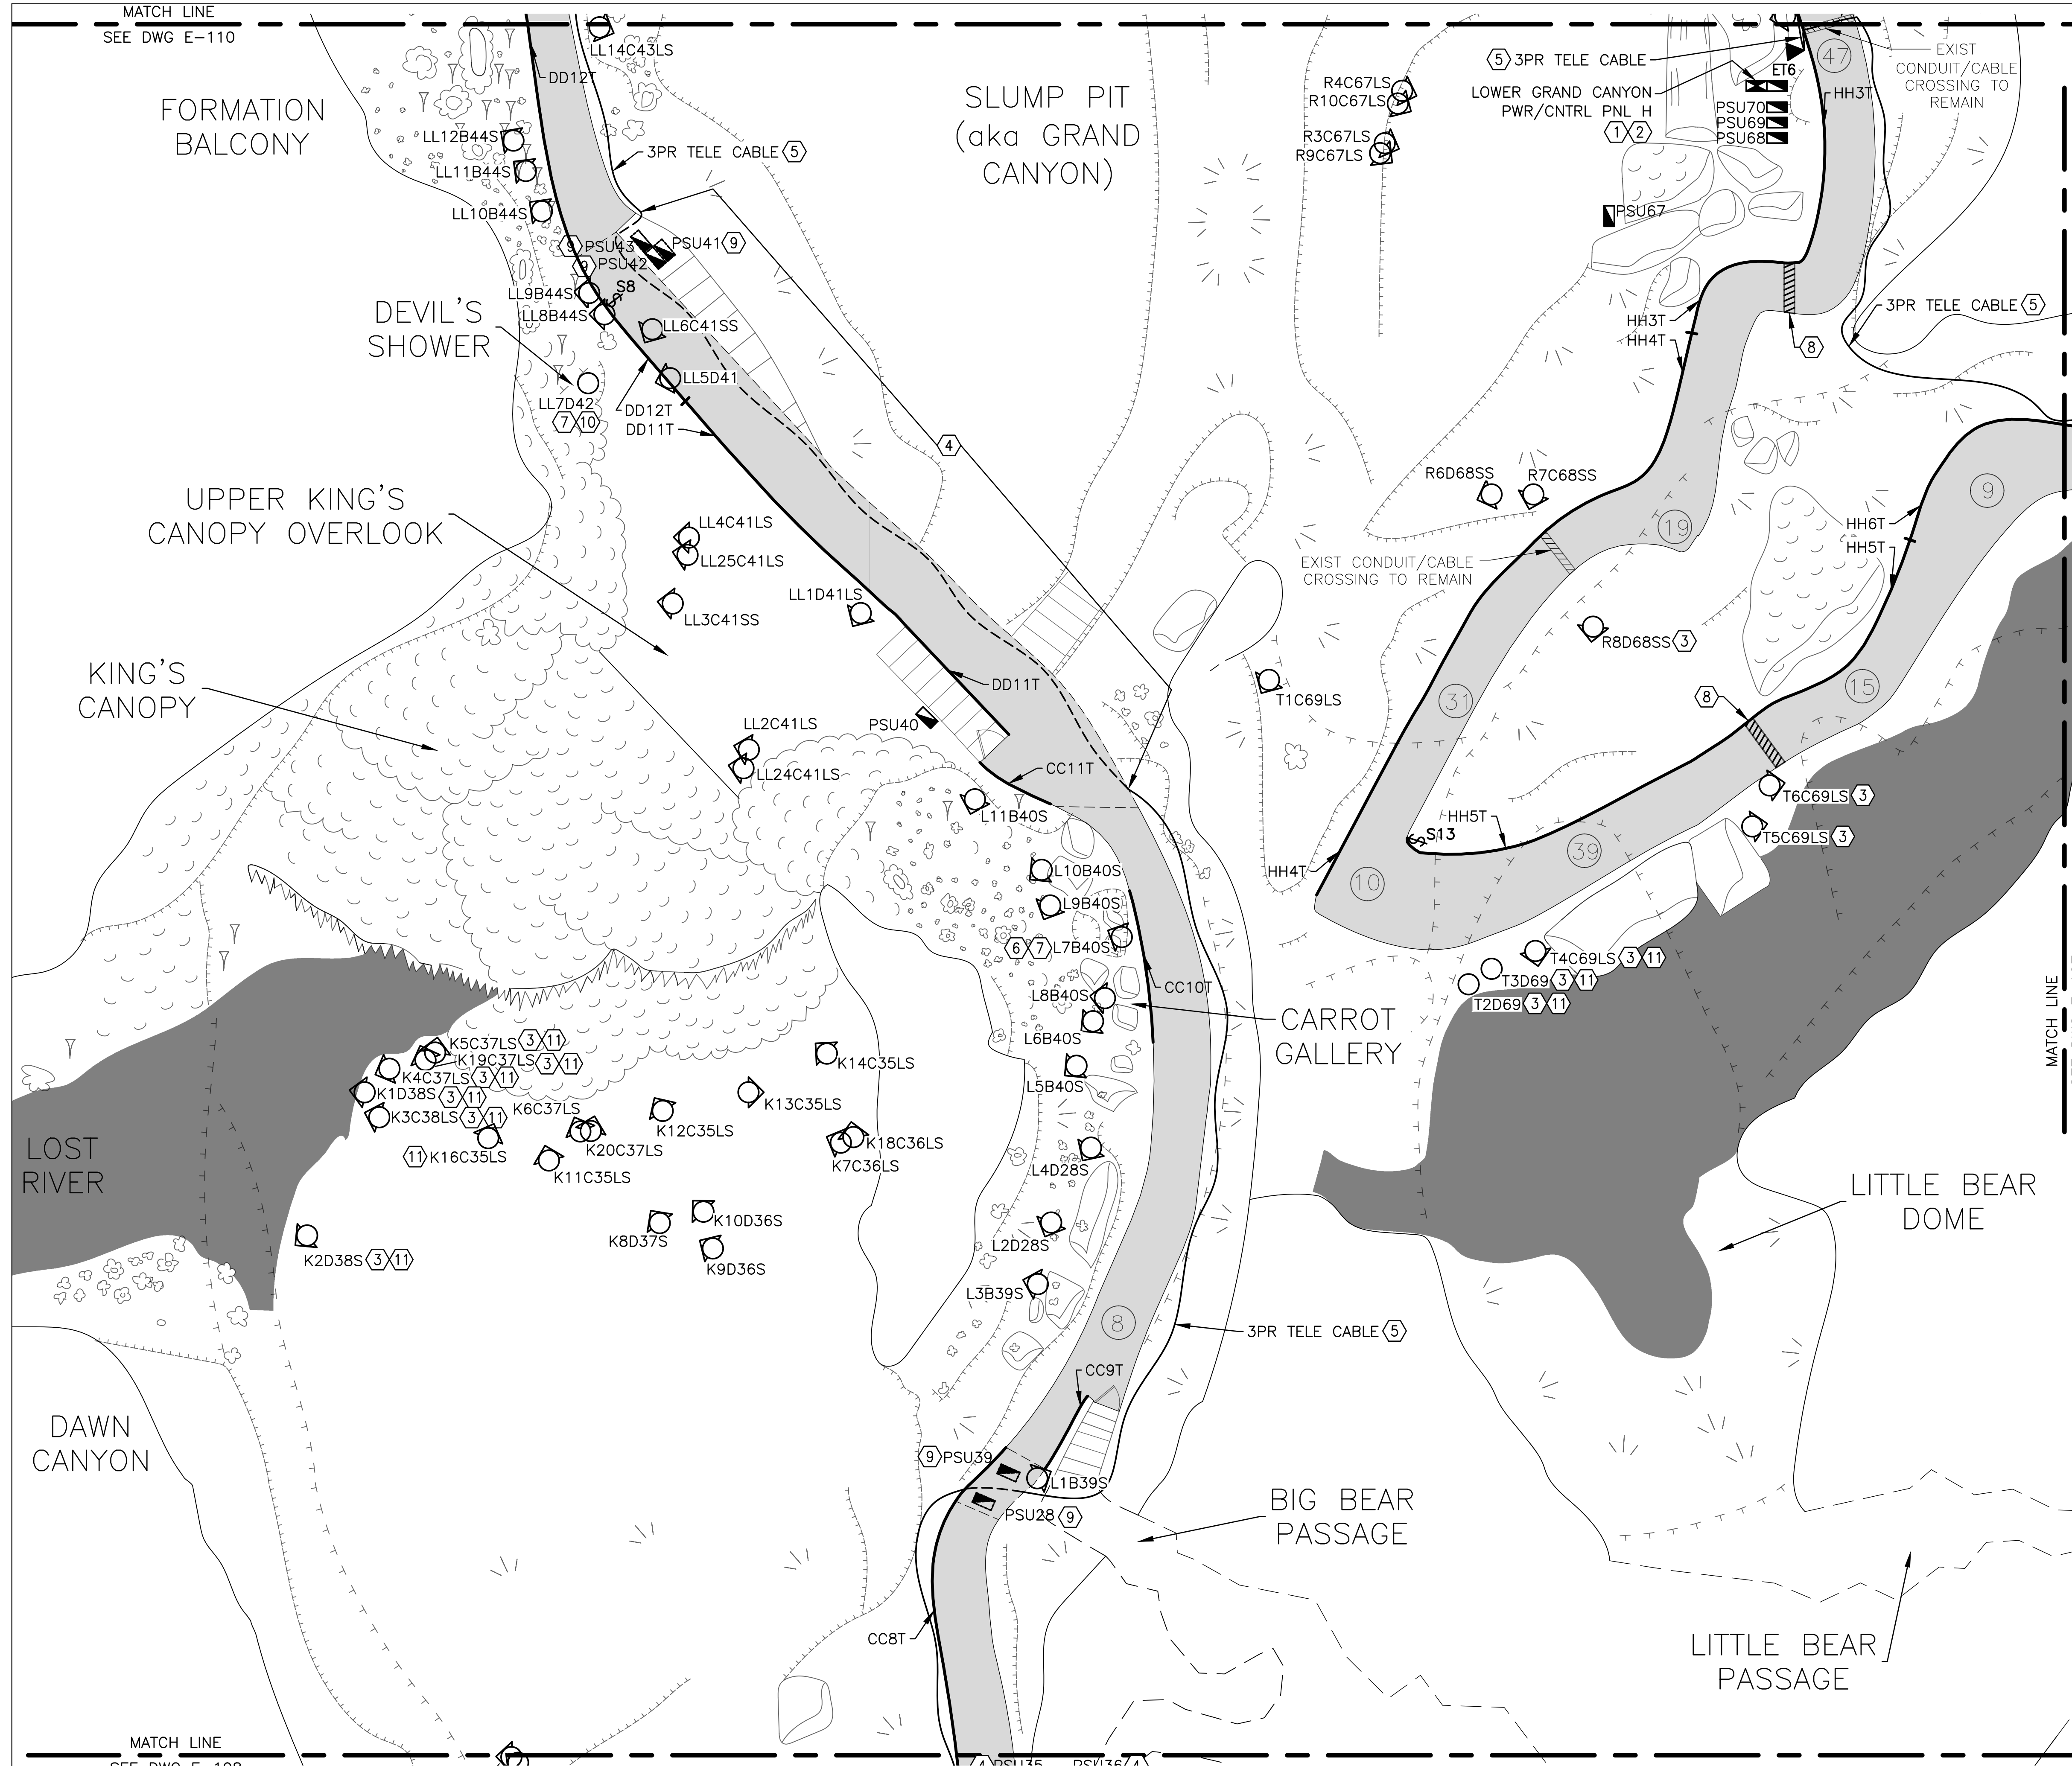 MATCH LINE
SEE DWG E-110
FORMATION
BALCONY
DD12T
LL14C43LS
LL12B44S
LL11B44S
LL10B44S
3PR TELE CABLE 5
9 PSU43
PSU41 9
9 PSU42
LL9B44S
S8
LL8B44S
LL6C41SS
DEVIL'S
SHOWER
LL5D41
LL7D42
7 10
DD12T
DD11T
4
SLUMP PIT
(aka GRAND
CANYON)
R4C67LS
R10C67LS
R3C67LS
R9C67LS
5 3PR TELE CABLE
LOWER GRAND CANYON
PWR/CNTRL PNL H
1 2
ET6
PSU70
PSU69
PSU68
47
HH3T
EXIST
CONDUIT/CABLE
CROSSING TO
REMAIN
PSU67
3PR TELE CABLE 5
HH3T
HH4T
8
UPPER KING'S
CANOPY OVERLOOK
LL4C41LS
LL25C41LS
LL3C41SS
LL1D41LS
R6D68SS
R7C68SS
19
9
HH6T
HH5T
EXIST CONDUIT/CABLE
CROSSING TO REMAIN
R8D68SS 3
KING'S
CANOPY
DD11T
PSU40
T1C69LS
31
8
15
LL2C41LS
LL24C41LS
CC11T
L11B40S
T6C69LS 3
T5C69LS 3
HH5T
S13
39
HH4T
10
L10B40S
L9B40S
6 7 L7B40S
L8B40S
L6B40S
CC10T
CARROT
GALLERY
T4C69LS 3 11
T3D69 3 11
T2D69 3 11
MATCH LINE
K5C37LS 3 11
K19C37LS 3 11
K4C37LS 3 11
K1D38S 3 11
K3C38LS 3 11
K6C37LS
K20C37LS
11 K16C35LS
K11C35LS
K12C35LS
K13C35LS
K14C35LS
K18C36LS
K7C36LS
L5B40S
L4D28S
LOST
RIVER
K10D36S
K8D37S
K9D36S
K2D38S 3 11
L2D28S
L3B39S
LITTLE BEAR
DOME
8
3PR TELE CABLE 5
CC9T
DAWN
CANYON
9 PSU39
L1B39S
PSU28 9
BIG BEAR
PASSAGE
CC8T
LITTLE BEAR
PASSAGE
MATCH LINE
SEE DWG E-108
4 PSU35
PSU36 4